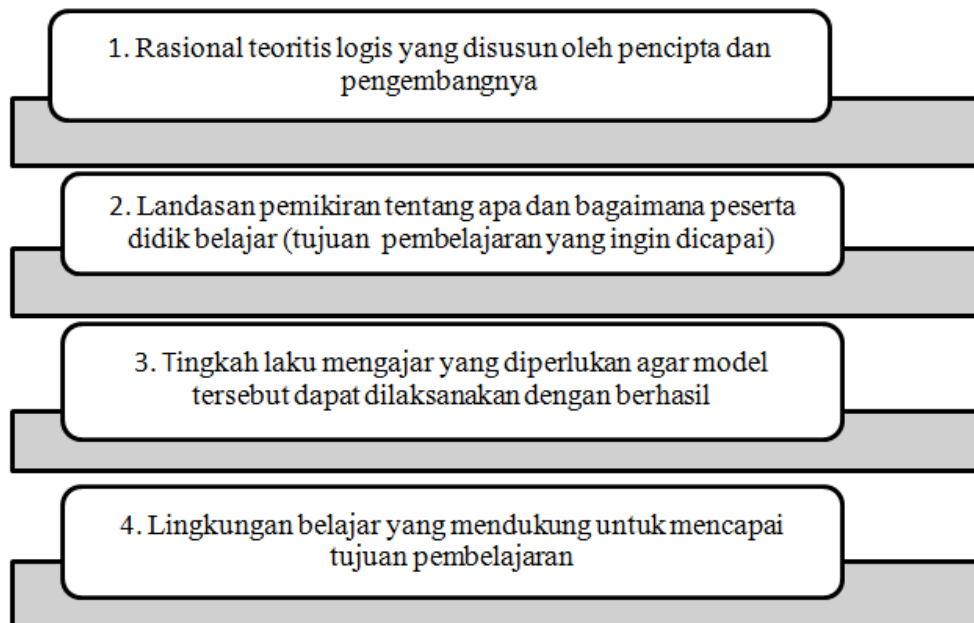 1. Rasional teoritis logis yang disusun oleh pencipta dan
pengembangnya
2. Landasan pemikiran tentang apa dan bagaimana peserta
didik belajar (tujuan pembelajaran yang ingin dicapai)
3. Tingkah laku mengajar yang diperlukan agar model
tersebut dapat dilaksanakan dengan berhasil
4. Lingkungan belajar yang mendukung untuk mencapai
tujuan pembelajaran